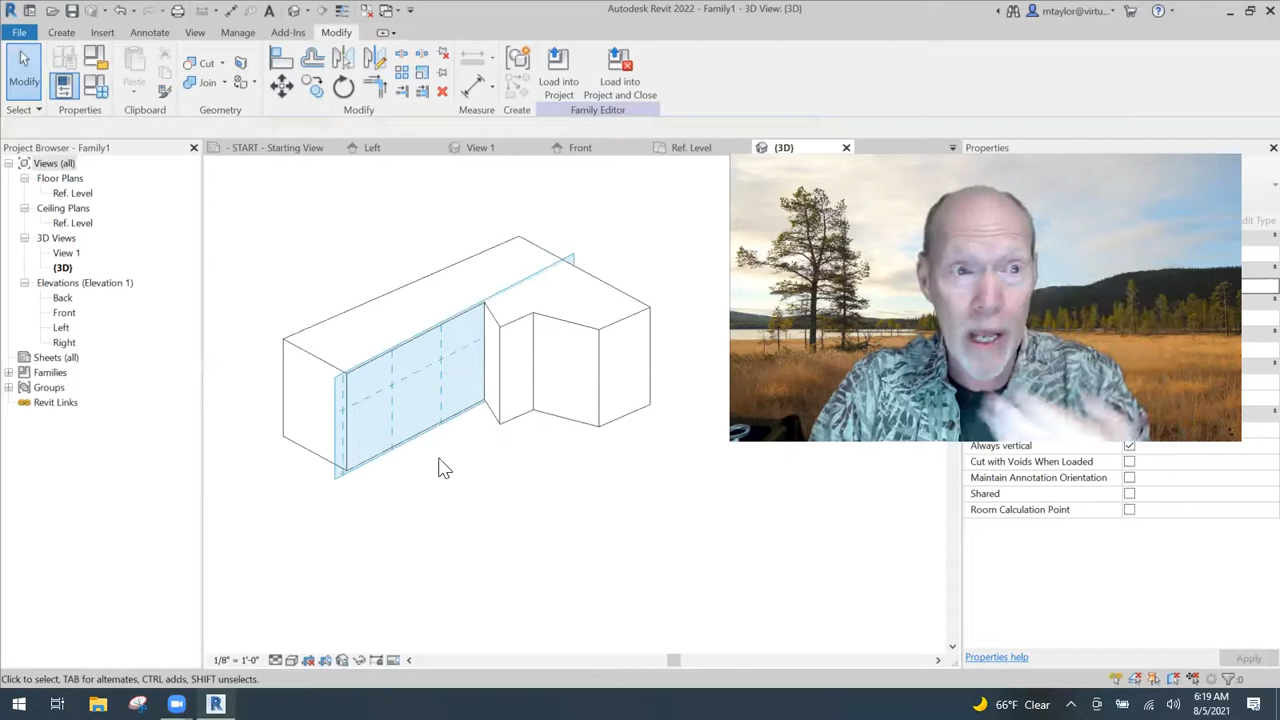 Autodesk Revit 2022 - Family1 - 3D View: {3D}
mtaylor@virtu...
File Create Insert Annotate View Manage Add-Ins Modify
Modify
Paste
Cut
Join
Load into Project
Load into Project and Close
Select Properties Clipboard Geometry Modify Measure Create Family Editor
Project Browser - Family1
- START - Starting View Left View 1 Front Ref. Level {3D}
Properties
Views (all)
Floor Plans
Ref. Level
Ceiling Plans
Ref. Level
3D Views
View 1
{3D}
Elevations (Elevation 1)
Back
Front
Left
Right
Sheets (all)
Families
Groups
Revit Links
dit Type
Always vertical
Cut with Voids When Loaded
Maintain Annotation Orientation
Shared
Room Calculation Point
Properties help
Apply
1/8" = 1'-0"
Click to select, TAB for alternates, CTRL adds, SHIFT unselects.
:0
66°F Clear
6:19 AM
8/5/2021